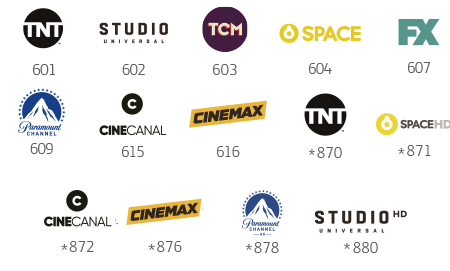 TNT
STUDIO
UNIVERSAL
TCM
SPACE
FX
601
602
603
604
607
Paramount
CHANNEL
C
CINECANAL
CINEMAX
TNT
SPACEHD
609
615
616
*870
*871
C
CINECANAL
CINEMAX
Paramount
CHANNEL
HD
STUDIO HD
UNIVERSAL
*872
*876
*878
*880